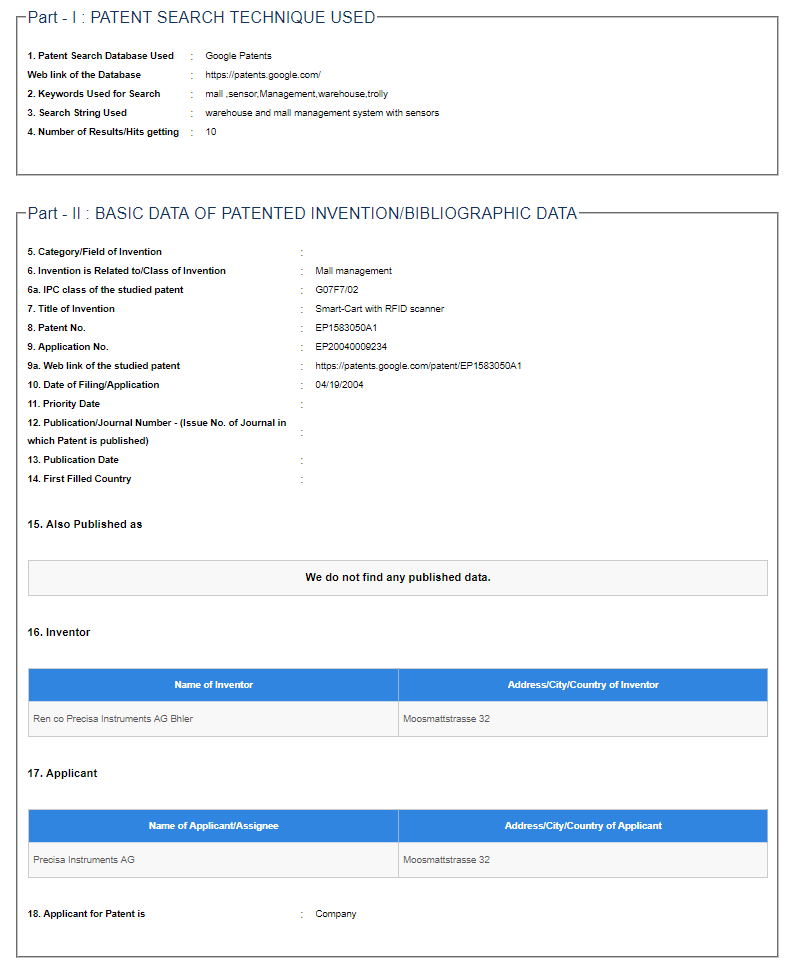 Part - I : PATENT SEARCH TECHNIQUE USED
1. Patent Search Database Used : Google Patents
Web link of the Database : https://patents.google.com/
2. Keywords Used for Search : mall ,sensor,Management,warehouse,trolly
3. Search String Used : warehouse and mall management system with sensors
4. Number of Results/Hits getting : 10
Part - II : BASIC DATA OF PATENTED INVENTION/BIBLIOGRAPHIC DATA
5. Category/Field of Invention :
6. Invention is Related to/Class of Invention : Mall management
6a. IPC class of the studied patent : G07F7/02
7. Title of Invention : Smart-Cart with RFID scanner
8. Patent No. : EP1583050A1
9. Application No. : EP20040009234
9a. Web link of the studied patent : https://patents.google.com/patent/EP1583050A1
10. Date of Filing/Application : 04/19/2004
11. Priority Date :
12. Publication/Journal Number - (Issue No. of Journal in
which Patent is published) :
13. Publication Date :
14. First Filled Country :
15. Also Published as
We do not find any published data.
16. Inventor
Name of Inventor Address/City/Country of Inventor
Ren co Precisa Instruments AG Bhler Moosmattstrasse 32
17. Applicant
Name of Applicant/Assignee Address/City/Country of Applicant
Precisa Instruments AG Moosmattstrasse 32
18. Applicant for Patent is : Company